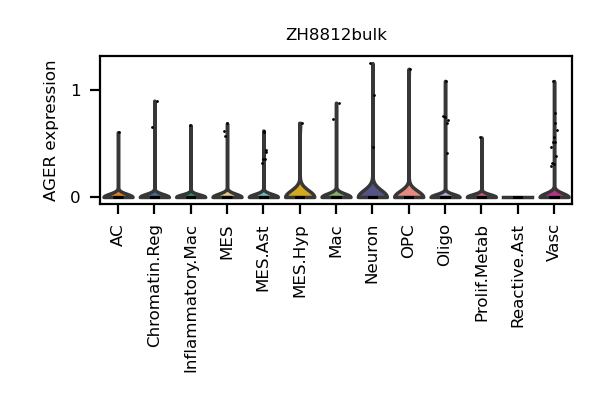 ZH8812bulk
AGER expression
1
0
AC
Chromatin.Reg
Inflammatory.Mac
MES
MES.Ast
MES.Hyp
Mac
Neuron
OPC
Oligo
Prolif.Metab
Reactive.Ast
Vasc